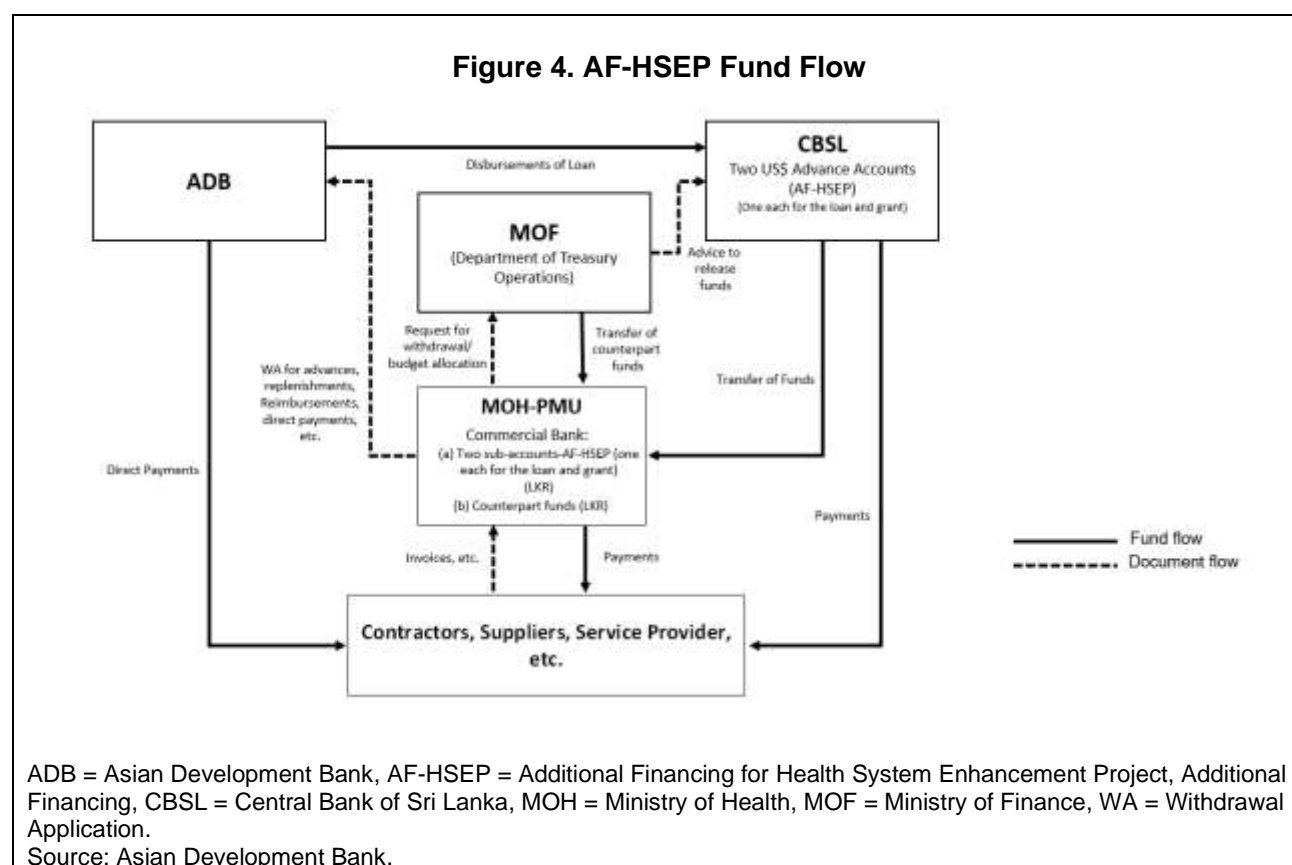 Figure 4. AF-HSEP Fund Flow
ADB
Disbursements of Loan
CBSL
Two US$ Advance Accounts
(AF-HSEP)
(One each for the loan and grant)
MOF
(Department of Treasury
Operations)
Advice to
release
funds
Request for
withdrawal/
budget allocation
Transfer of
counterpart
funds
WA for advances,
replenishments,
Reimbursements,
direct payments,
etc.
Transfer of Funds
MOH-PMU
Commercial Bank:
(a) Two sub-accounts-AF-HSEP (one
each for the loan and grant)
(LKR)
(b) Counterpart funds (LKR)
Direct Payments
Payments
Invoices, etc.
Payments
Fund flow
Document flow
Contractors, Suppliers, Service Provider,
etc.
ADB = Asian Development Bank, AF-HSEP = Additional Financing for Health System Enhancement Project, Additional
Financing, CBSL = Central Bank of Sri Lanka, MOH = Ministry of Health, MOF = Ministry of Finance, WA = Withdrawal
Application.
Source: Asian Development Bank.